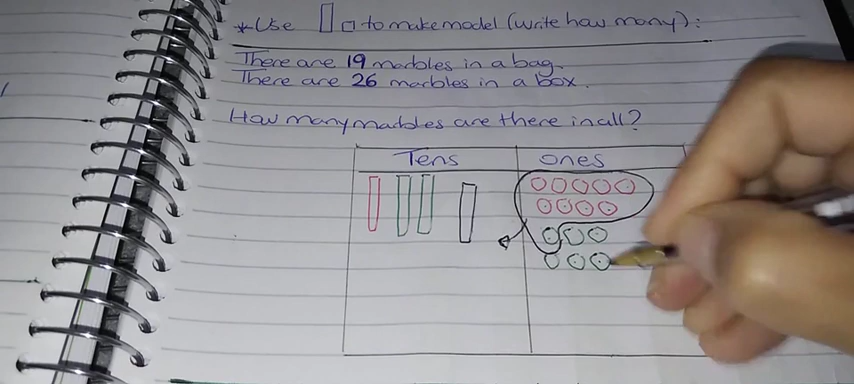 *Use to make model (write how many):
There are 19 marbles in a bag.
There are 26 marbles in a box.
How many marbles are there in all?
Tens ones